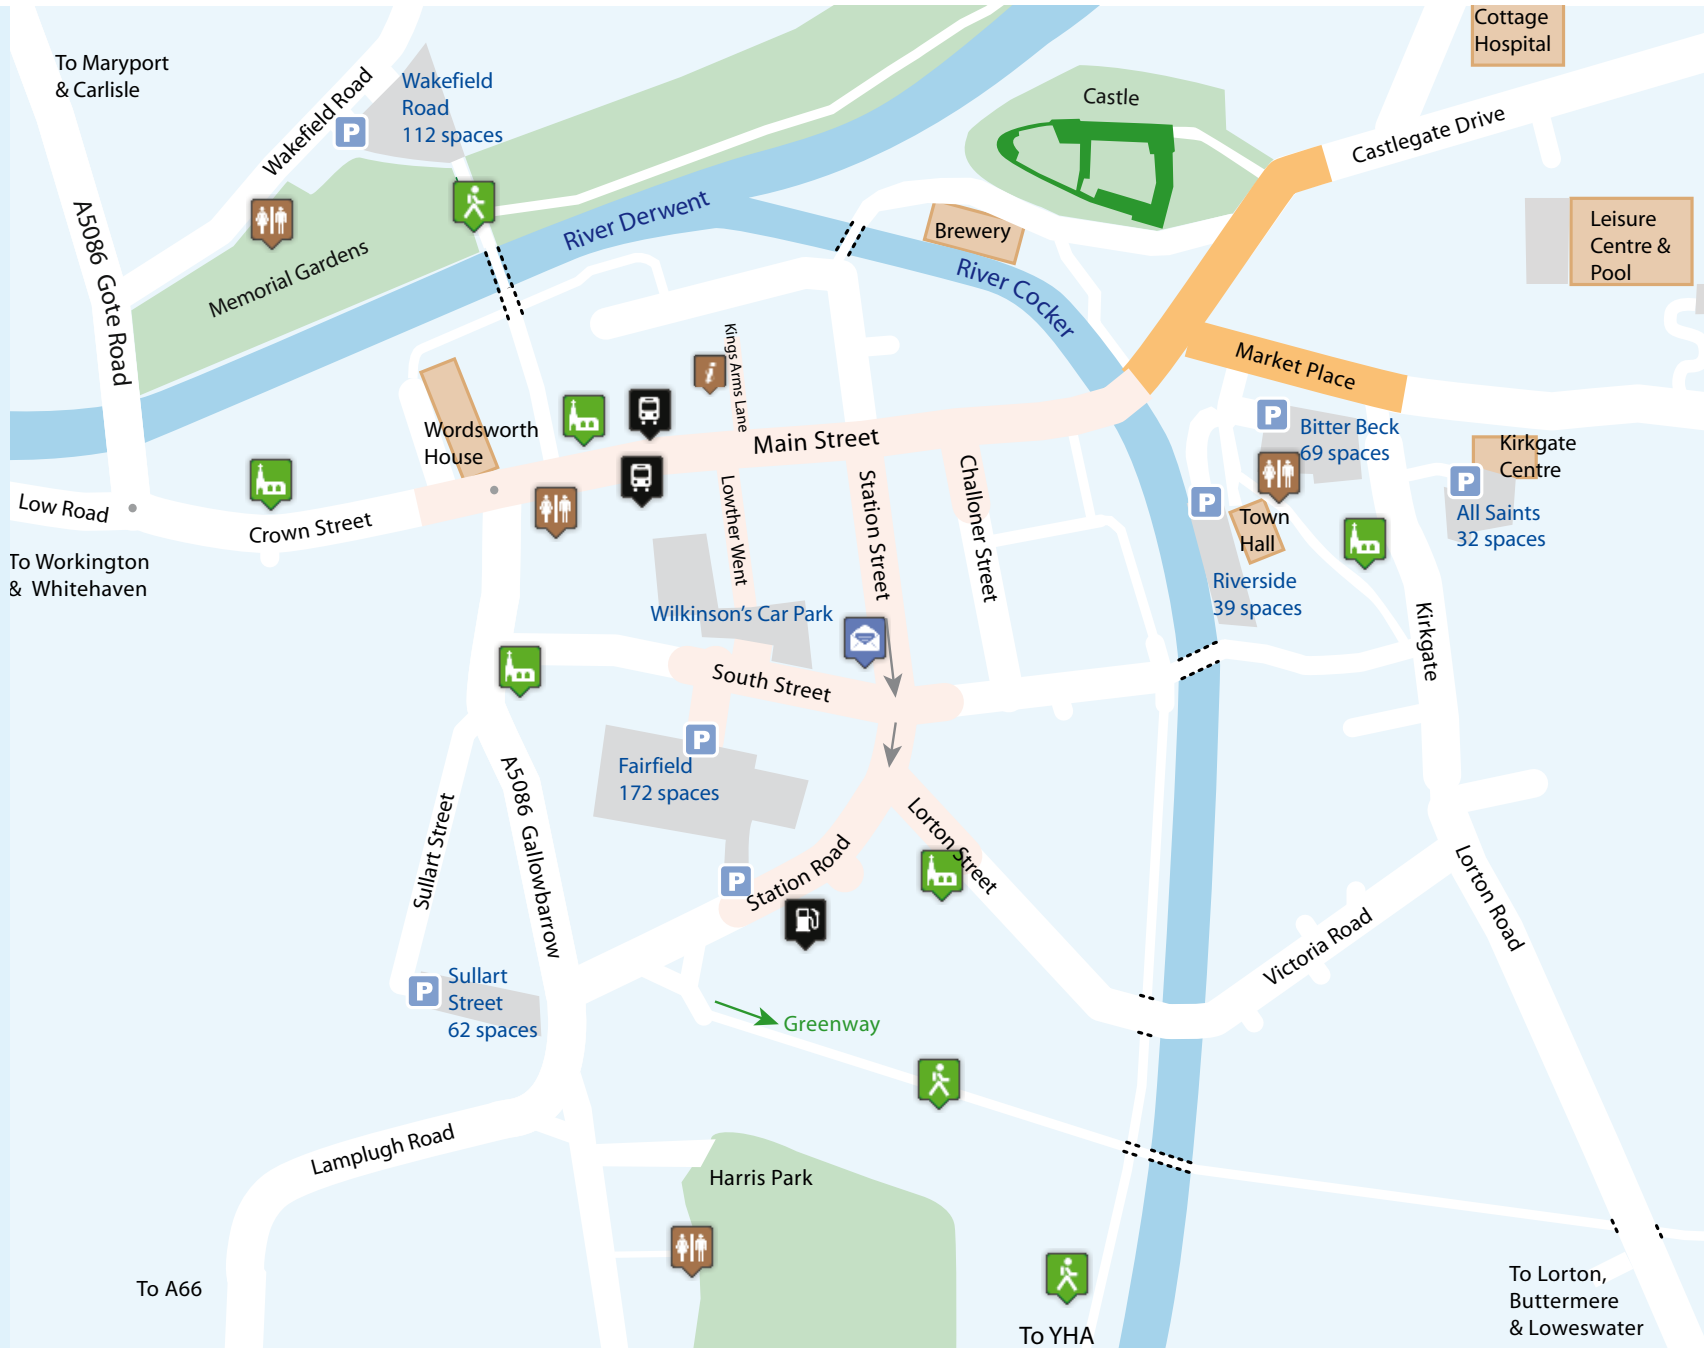 Cottage
Hospital
To Maryport
& Carlisle
Wakefield Road
Wakefield
Road
112 spaces
P
Castle
Castlegate Drive
A5086 Gote Road
Memorial Gardens
River Derwent
Brewery
River Cocker
Leisure
Centre &
Pool
Kings Arms Lane
i
Market Place
Wordsworth
House
Main Street
P
Bitter Beck
69 spaces
Kirkgate
Centre
Low Road
Crown Street
Lowther Went
Station Street
Challoner Street
P
Town
Hall
P
All Saints
32 spaces
To Workington
& Whitehaven
Riverside
39 spaces
Wilkinson's Car Park
Kirkgate
South Street
P
Fairfield
172 spaces
A5086 Gallowbarrow
Sullart Street
Lorton Street
Station Road
P
Lorton Road
Victoria Road
P
Sullart
Street
62 spaces
Greenway
Lamplugh Road
Harris Park
To A66
To Lorton,
Buttermere
& Loweswater
To YHA